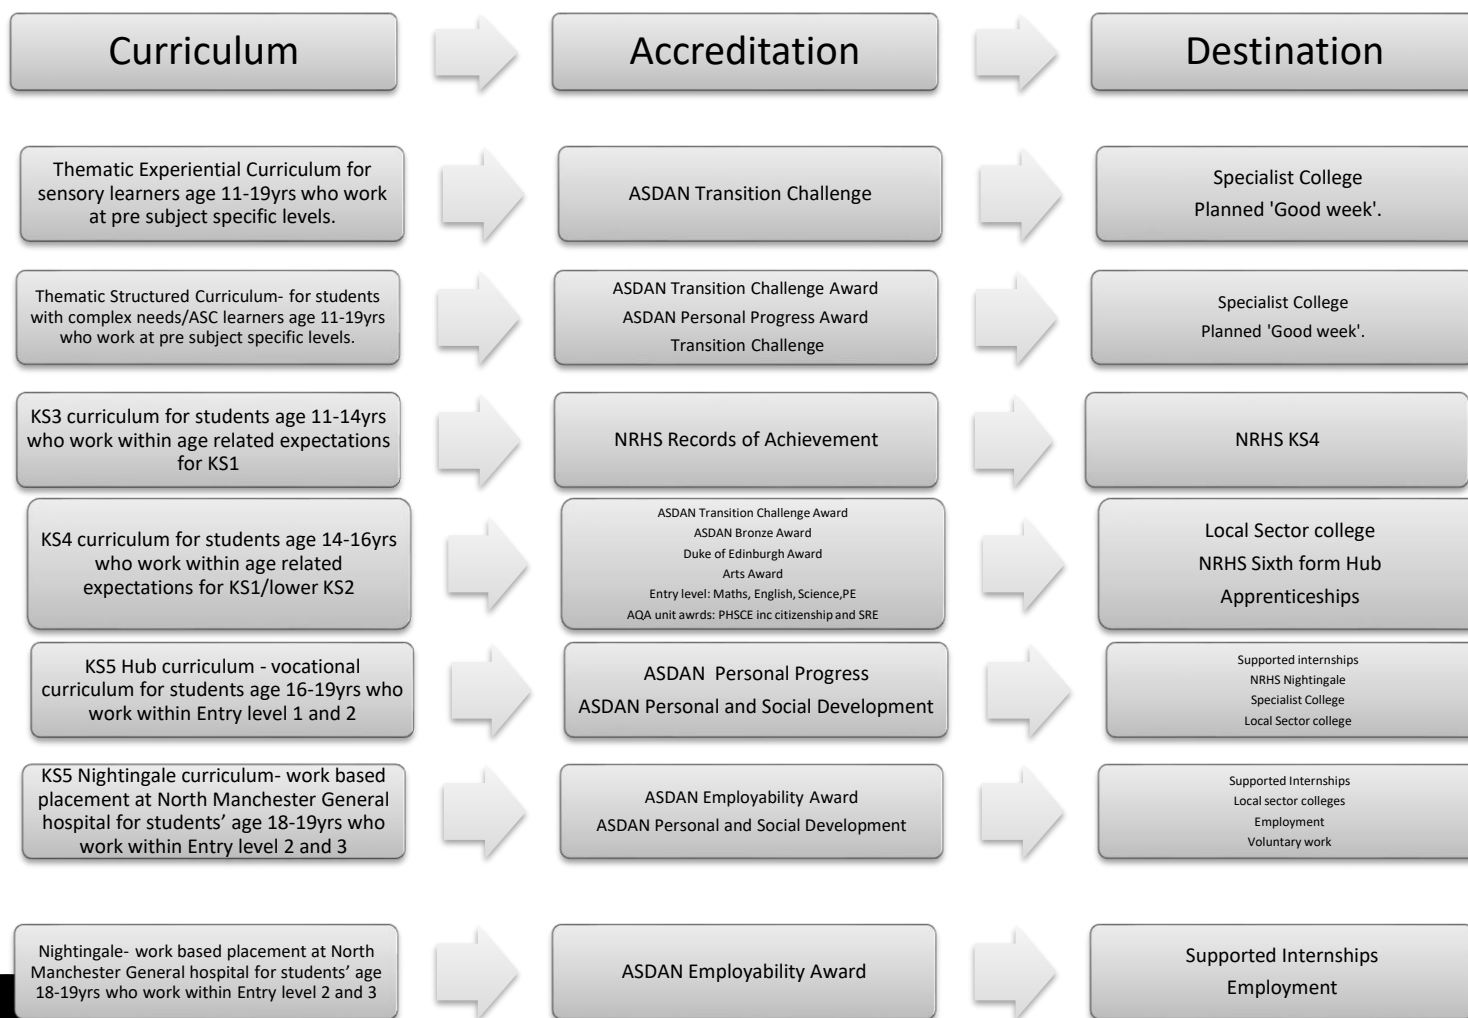 Curriculum
Accreditation
Destination
Thematic Experiential Curriculum for
sensory learners age 11-19yrs who work
at pre subject specific levels.
ASDAN Transition Challenge
Specialist College
Planned 'Good week'.
Thematic Structured Curriculum- for students
with complex needs/ASC learners age 11-19yrs
who work at pre subject specific levels.
ASDAN Transition Challenge Award
ASDAN Personal Progress Award
Transition Challenge
Specialist College
Planned 'Good week'.
KS3 curriculum for students age 11-14yrs
who work within age related expectations
for KS1
NRHS Records of Achievement
NRHS KS4
KS4 curriculum for students age 14-16yrs
who work within age related
expectations for KS1/lower KS2
ASDAN Transition Challenge Award
ASDAN Bronze Award
Duke of Edinburgh Award
Arts Award
Entry level: Maths, English, Science,PE
AQA unit awrds: PHSCE inc citizenship and SRE
Local Sector college
NRHS Sixth form Hub
Apprenticeships
KS5 Hub curriculum - vocational
curriculum for students age 16-19yrs who
work within Entry level 1 and 2
ASDAN Personal Progress
ASDAN Personal and Social Development
Supported internships
NRHS Nightingale
Specialist College
Local Sector college
KS5 Nightingale curriculum- work based
placement at North Manchester General
hospital for students’ age 18-19yrs who
work within Entry level 2 and 3
ASDAN Employability Award
ASDAN Personal and Social Development
Supported Internships
Local sector colleges
Employment
Voluntary work
Nightingale- work based placement at North
Manchester General hospital for students’ age
18-19yrs who work within Entry level 2 and 3
ASDAN Employability Award
Supported Internships
Employment